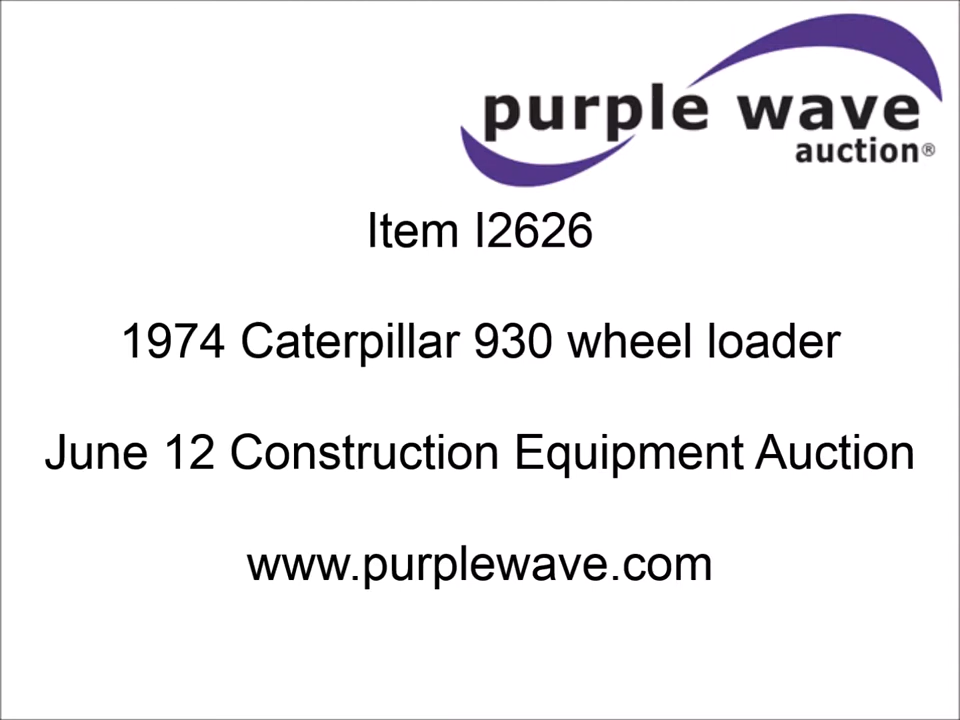 purple wave
auction®
Item I2626
1974 Caterpillar 930 wheel loader
June 12 Construction Equipment Auction
www.purplewave.com